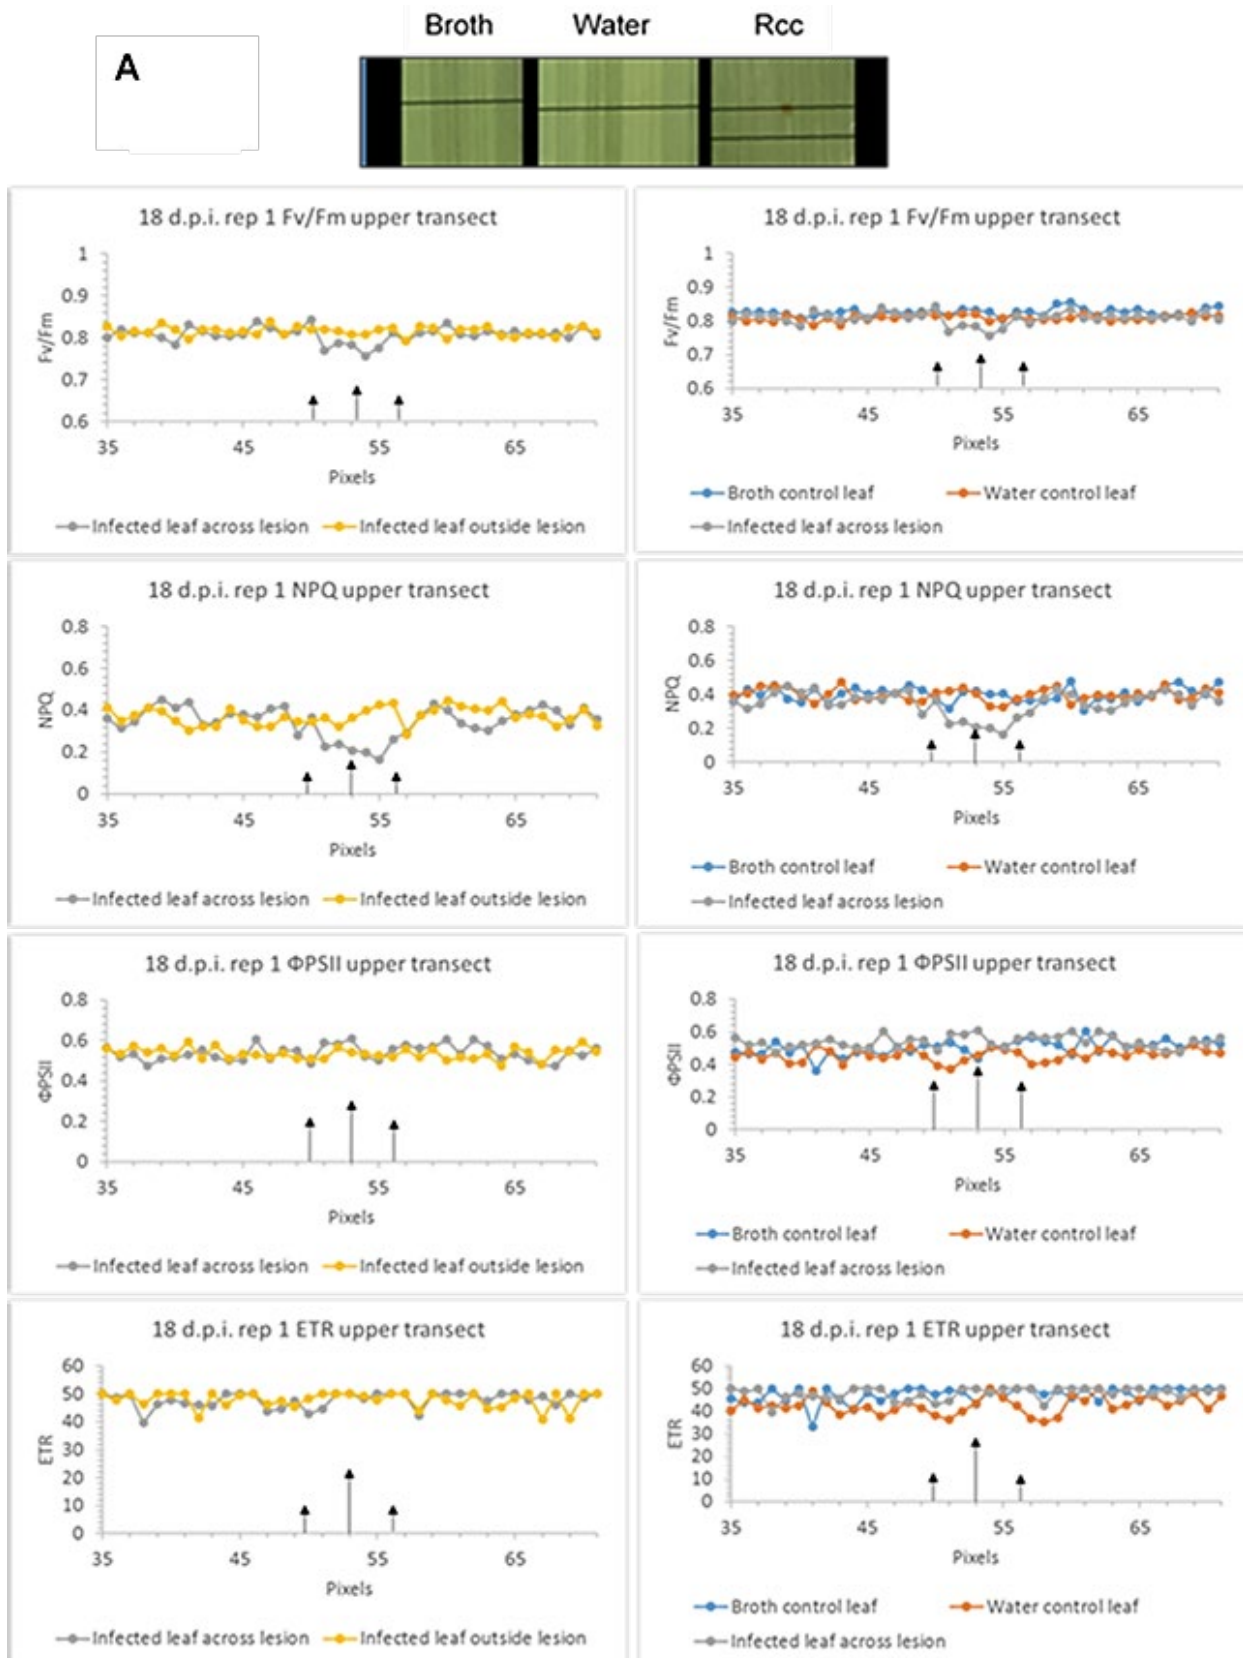 Broth Water Rcc
A
18 d.p.i. rep 1 Fv/Fm upper transect
1
0.9
0.8
0.7
0.6
Fv/Fm
35 45 55 65
Pixels
Infected leaf across lesion Infected leaf outside lesion
18 d.p.i. rep 1 Fv/Fm upper transect
1
0.9
0.8
0.7
0.6
Fv/Fm
35 45 55 65
Pixels
Broth control leaf Water control leaf
Infected leaf across lesion
18 d.p.i. rep 1 NPQ upper transect
0.8
0.6
0.4
0.2
0
NPQ
35 45 55 65
Pixels
Infected leaf across lesion Infected leaf outside lesion
18 d.p.i. rep 1 NPQ upper transect
0.8
0.6
0.4
0.2
0
NPQ
35 45 55 65
Pixels
Broth control leaf Water control leaf
Infected leaf across lesion
18 d.p.i. rep 1 ΦPSII upper transect
0.8
0.6
0.4
0.2
0
ΦPSII
35 45 55 65
Pixels
Infected leaf across lesion Infected leaf outside lesion
18 d.p.i. rep 1 ΦPSII upper transect
0.8
0.6
0.4
0.2
0
ΦPSII
35 45 55 65
Pixels
Broth control leaf Water control leaf
Infected leaf across lesion
18 d.p.i. rep 1 ETR upper transect
60
50
40
30
20
10
0
ETR
35 45 55 65
Pixels
Infected leaf across lesion Infected leaf outside lesion
18 d.p.i. rep 1 ETR upper transect
60
50
40
30
20
10
0
ETR
35 45 55 65
Pixels
Broth control leaf Water control leaf
Infected leaf across lesion